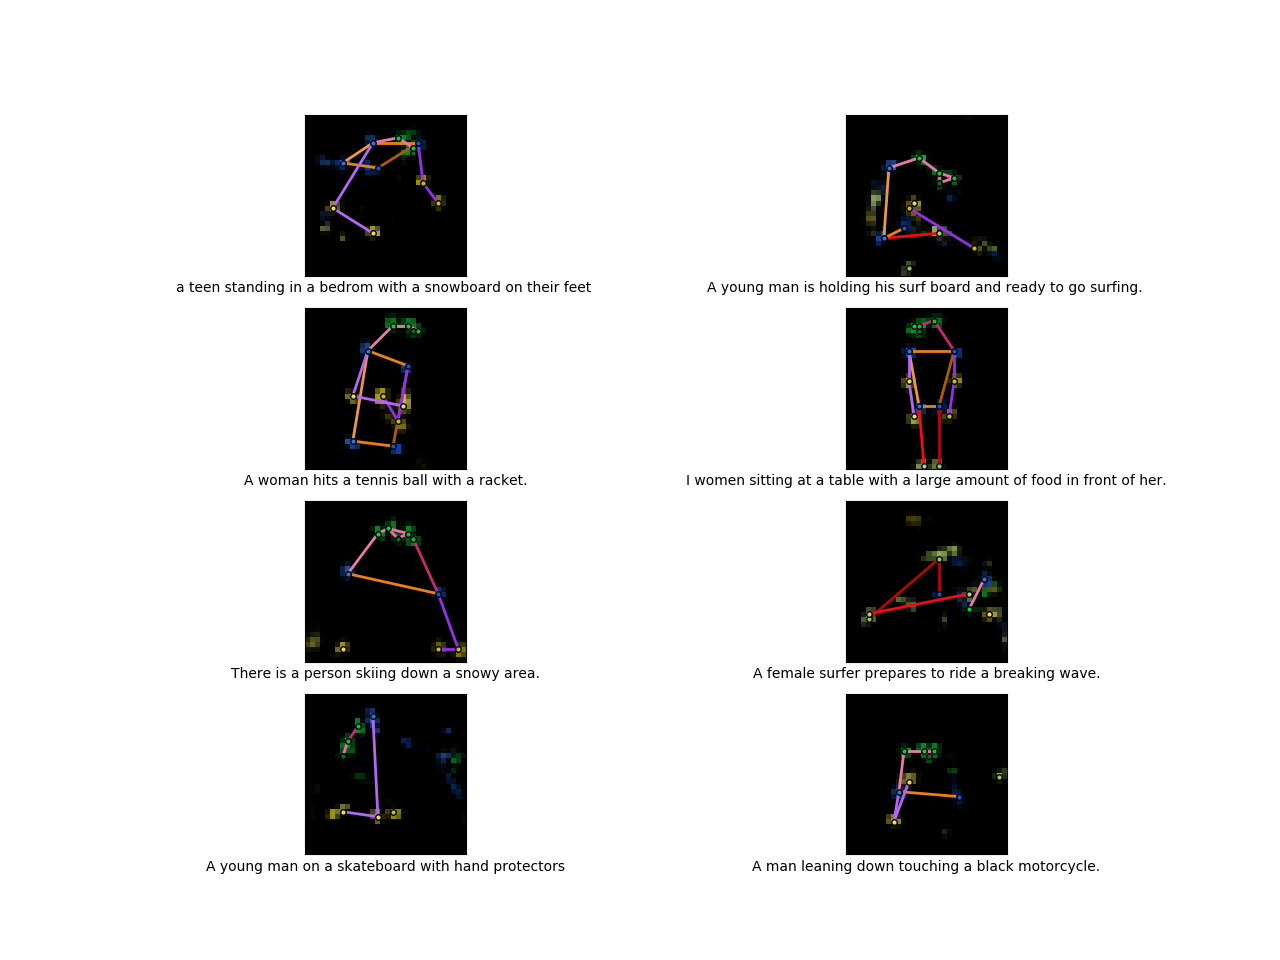 a teen standing in a bedrom with a snowboard on their feet
A young man is holding his surf board and ready to go surfing.
A woman hits a tennis ball with a racket.
I women sitting at a table with a large amount of food in front of her.
There is a person skiing down a snowy area.
A female surfer prepares to ride a breaking wave.
A young man on a skateboard with hand protectors
A man leaning down touching a black motorcycle.